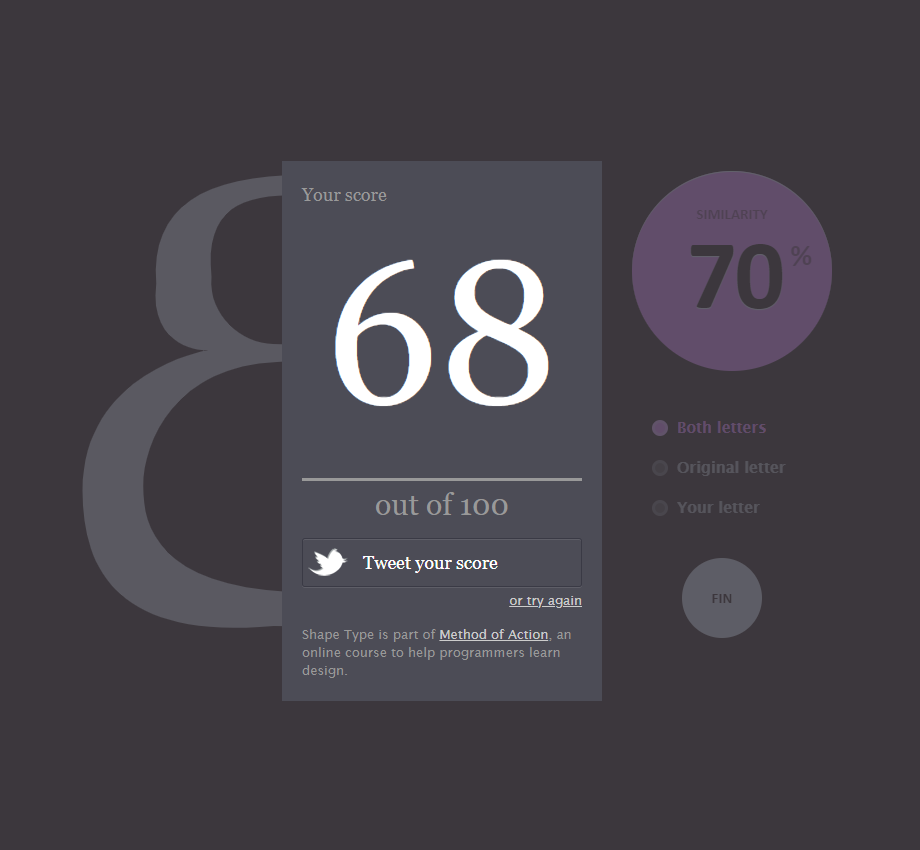 Your score
68
out of 100
Tweet your score
or try again
Shape Type is part of Method of Action, an
online course to help programmers learn
design.
SIMILARITY
70%
Both letters
Original letter
Your letter
FIN
8